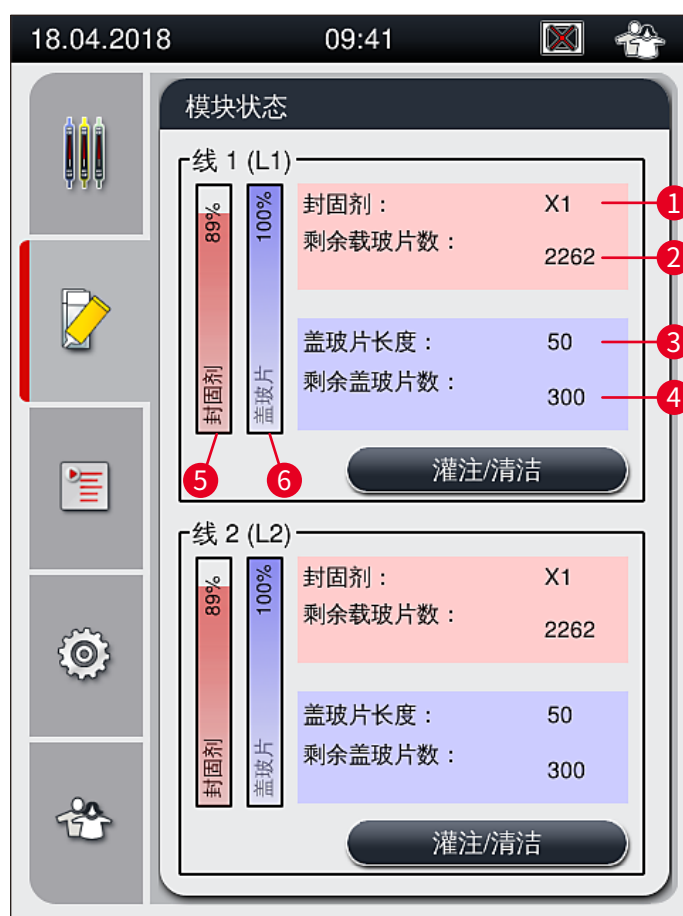 18.04.2018 09:41
模块状态
线 1 (L1)
89%
封固剂
100%
盖玻片
封固剂： X1
剩余载玻片数：
2262
盖玻片长度： 50
剩余盖玻片数：
300
1
2
3
4
5
6
灌注/清洁
线 2 (L2)
89%
封固剂
100%
盖玻片
封固剂： X1
剩余载玻片数：
2262
盖玻片长度： 50
剩余盖玻片数：
300
灌注/清洁